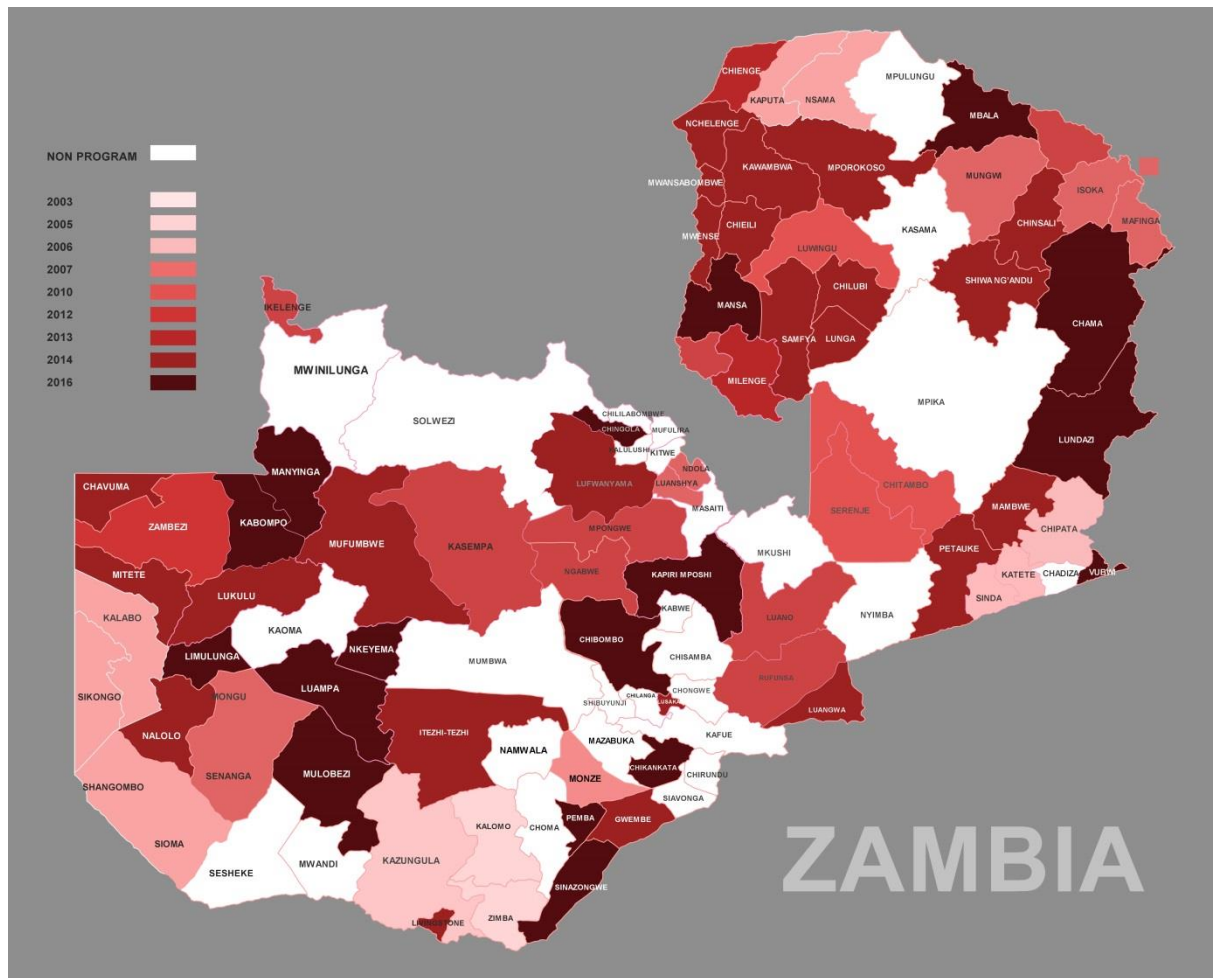 NON PROGRAM
2003
2005
2006
2007
2010
2012
2013
2014
2016
CHIENGE
KAPUTA
NSAMA
MPULUNGU
MBALA
NCHELENGE
KAWAMBWA
MPOROKOSO
MUNGWI
ISOKA
MWANSABOMBWE
MAFINGA
CHINSALI
KASAMA
MWENSE
CHIEILI
LUWINGU
SHIWANG'ANDU
CHILUBI
MANSA
CHAMA
SAMFYA
LUNGA
MILENGE
MPIKA
LUNDAZI
IKELENGE
MWINILUNGA
SOLWEZI
CHILILABOMBWE
CHINGOLA
MUFULIRA
KALULUSHI
KITWE
MANYINGA
NDOLA
LUANSHYA
LUFWANYAMA
CHITAMBO
CHAVUMA
KABOMPO
ZAMBEZI
MASAITI
SERENJE
MAMBWE
CHIPATA
MPONGWE
MUFUMBWE
KASEMPA
MKUSHI
PETAUKE
MITETE
NGABWE
KAPIRI MPOSHI
KATETE
CHADIZA
VUBWI
LUKULU
SINDA
KALABO
KABWE
LUANO
NYIMBA
KAOMA
CHIBOMBO
LIMULUNGA
NKEYEMA
MUMBWA
CHISAMBA
LUAMPA
RUFUNSA
SIKONGO
MONGU
CHILANGA
CHONGWE
SHIBUYUNJI
LUSAKA
LUANGWA
NALOLO
ITEZHI-TEZHI
KAFUE
MAZABUKA
NAMWALA
CHIKANKATA
CHIRUNDU
SENANGA
MULOBEZI
MONZE
SHANGOMBO
SIAVONGA
PEMBA
GWEMBE
KALOMO
CHOMA
SIOMA
KAZUNGULA
MWANDI
SESHEKE
SINAZONGWE
LIVINGSTONE
ZIMBA
ZAMBIA